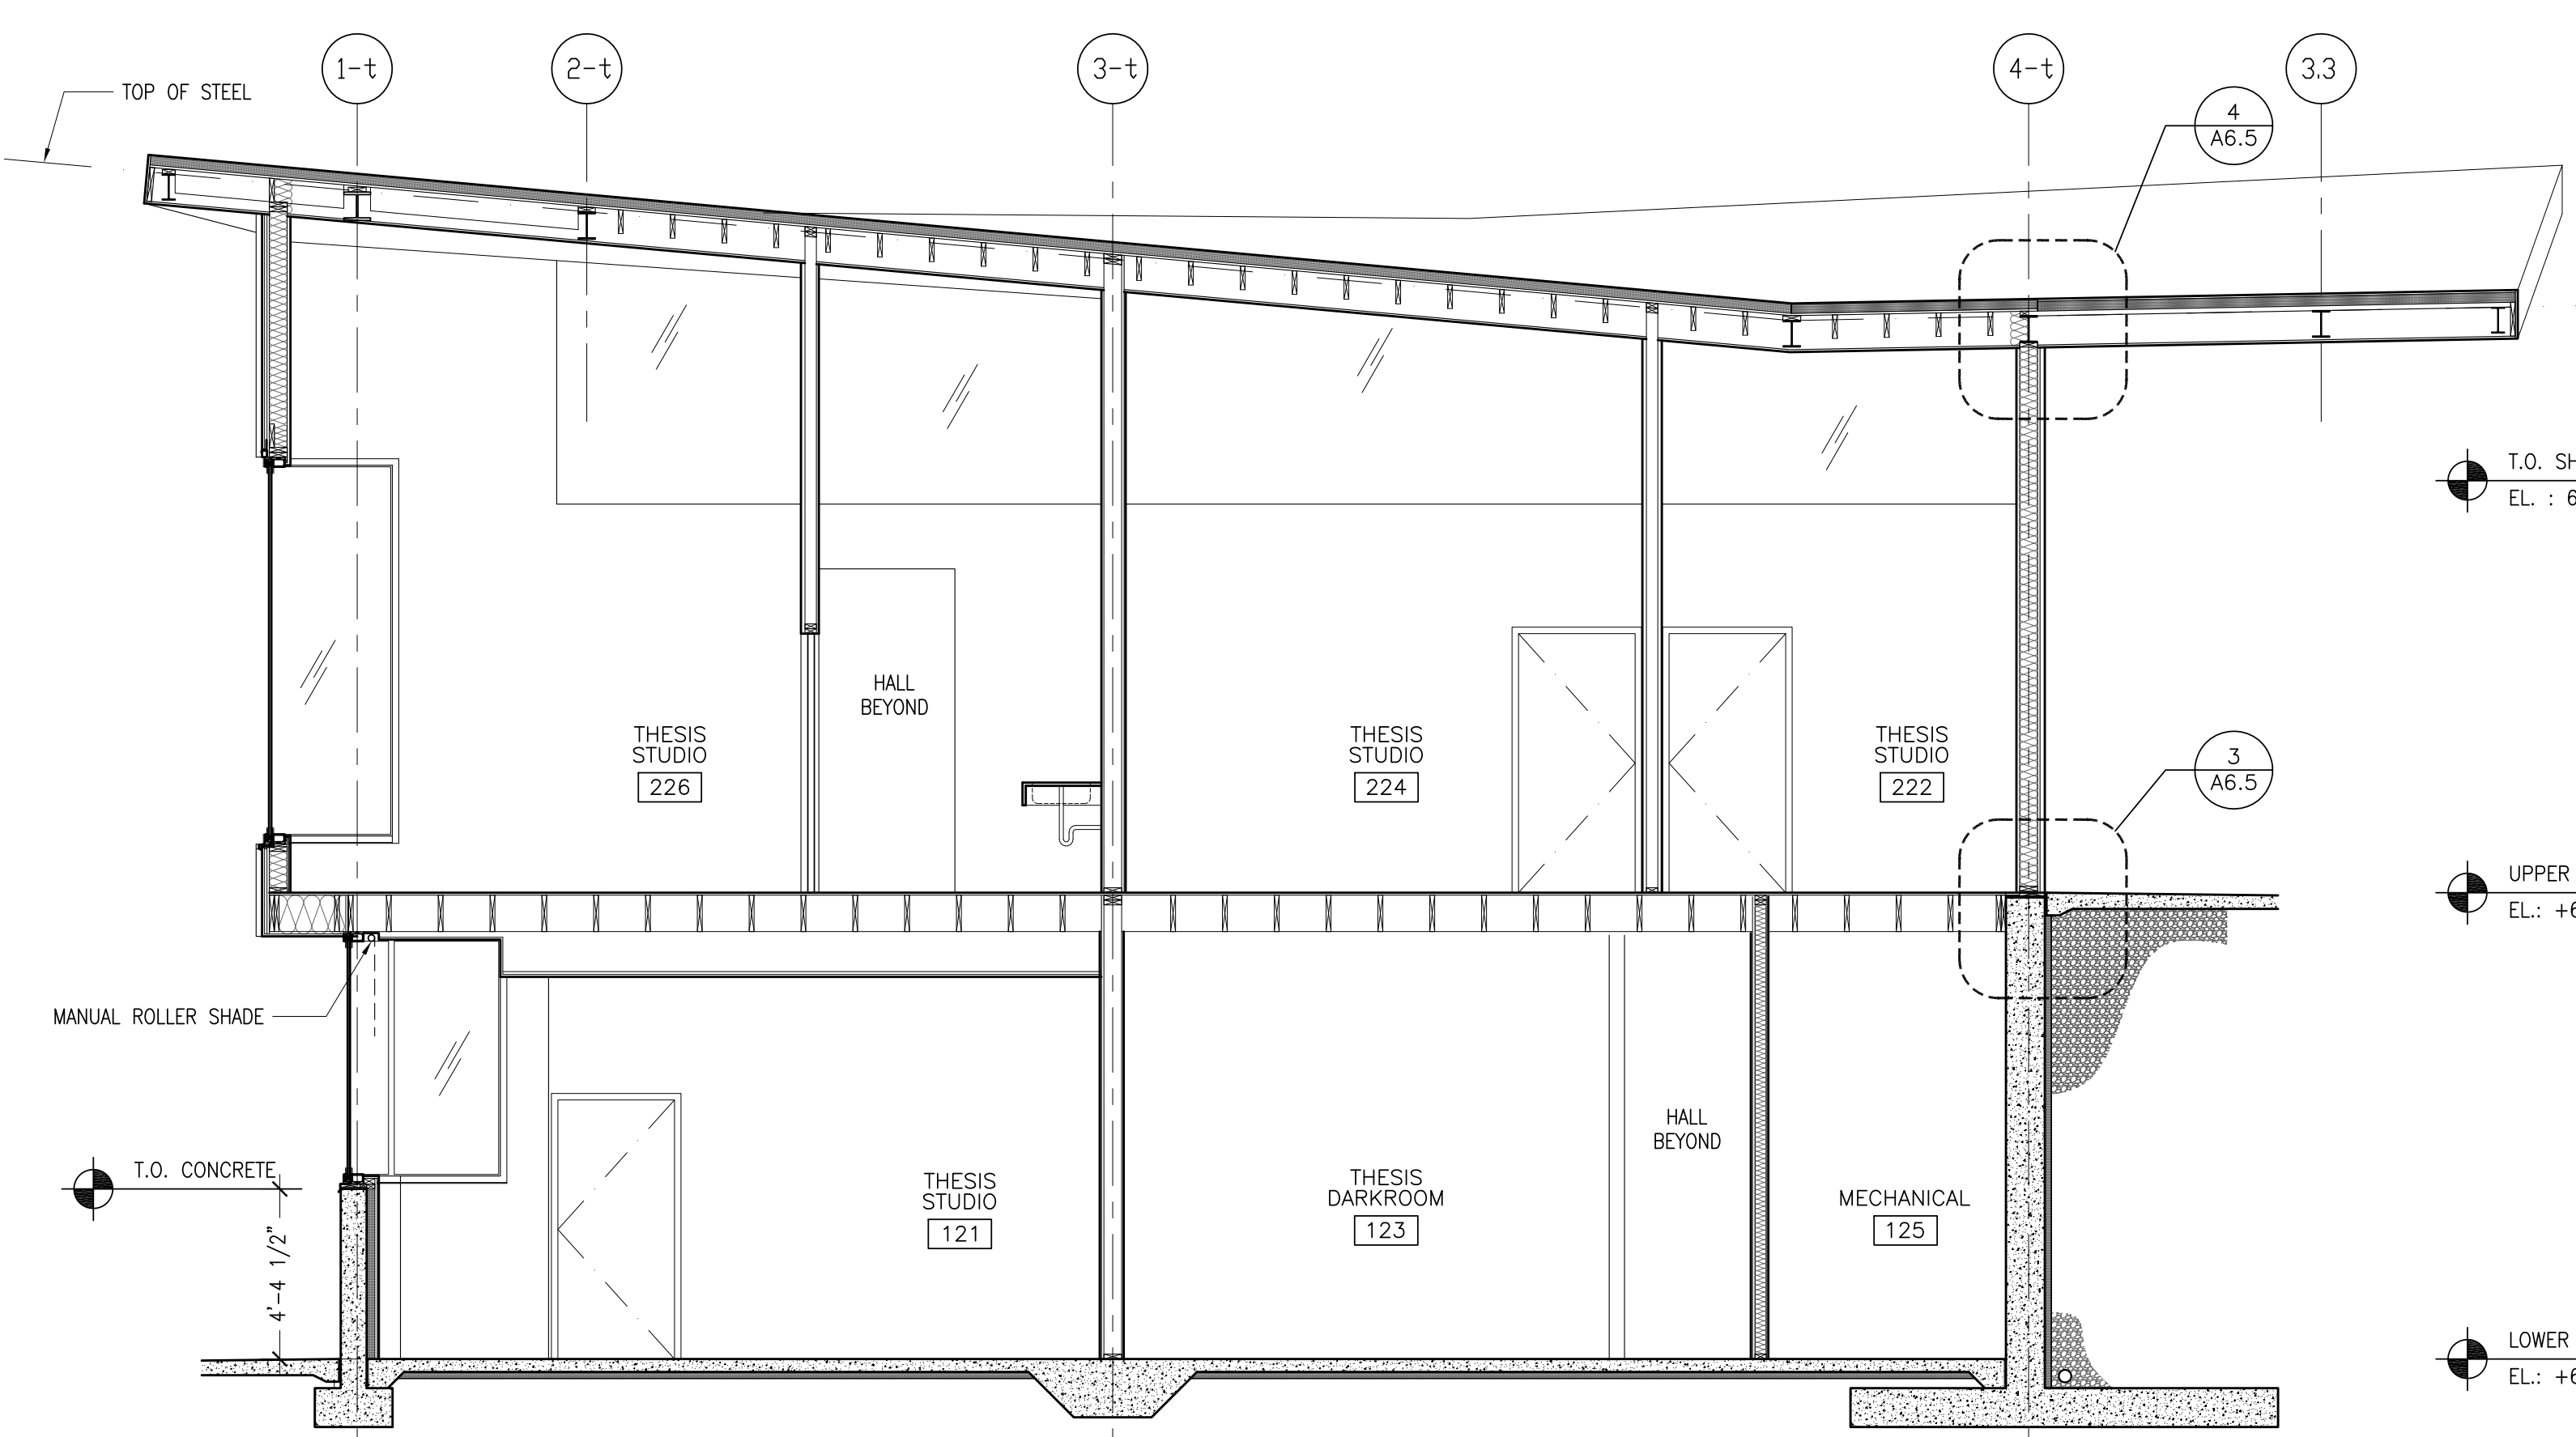 1-t
2-t
3-t
4-t
3.3
TOP OF STEEL
4
A6.5
T.O. SH
EL. : 6
HALL
BEYOND
THESIS
STUDIO
226
THESIS
STUDIO
224
THESIS
STUDIO
222
3
A6.5
UPPER
EL.: +6
MANUAL ROLLER SHADE
T.O. CONCRETE
4'-4 1/2"
THESIS
STUDIO
121
THESIS
DARKROOM
123
HALL
BEYOND
MECHANICAL
125
LOWER
EL.: +6